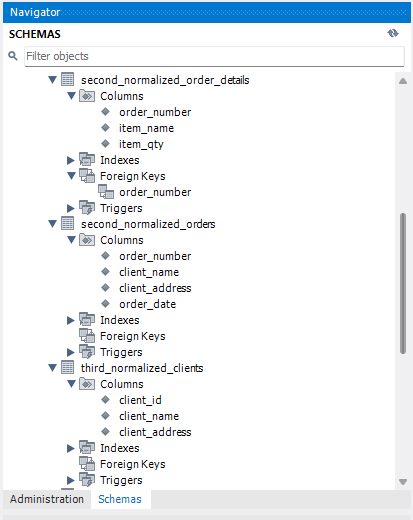 Navigator
SCHEMAS
Filter objects
second_normalized_order_details
Columns
order_number
item_name
item_qty
Indexes
Foreign Keys
order_number
Triggers
second_normalized_orders
Columns
order_number
client_name
client_address
order_date
Indexes
Foreign Keys
Triggers
third_normalized_clients
Columns
client_id
client_name
client_address
Indexes
Foreign Keys
Triggers
Administration Schemas